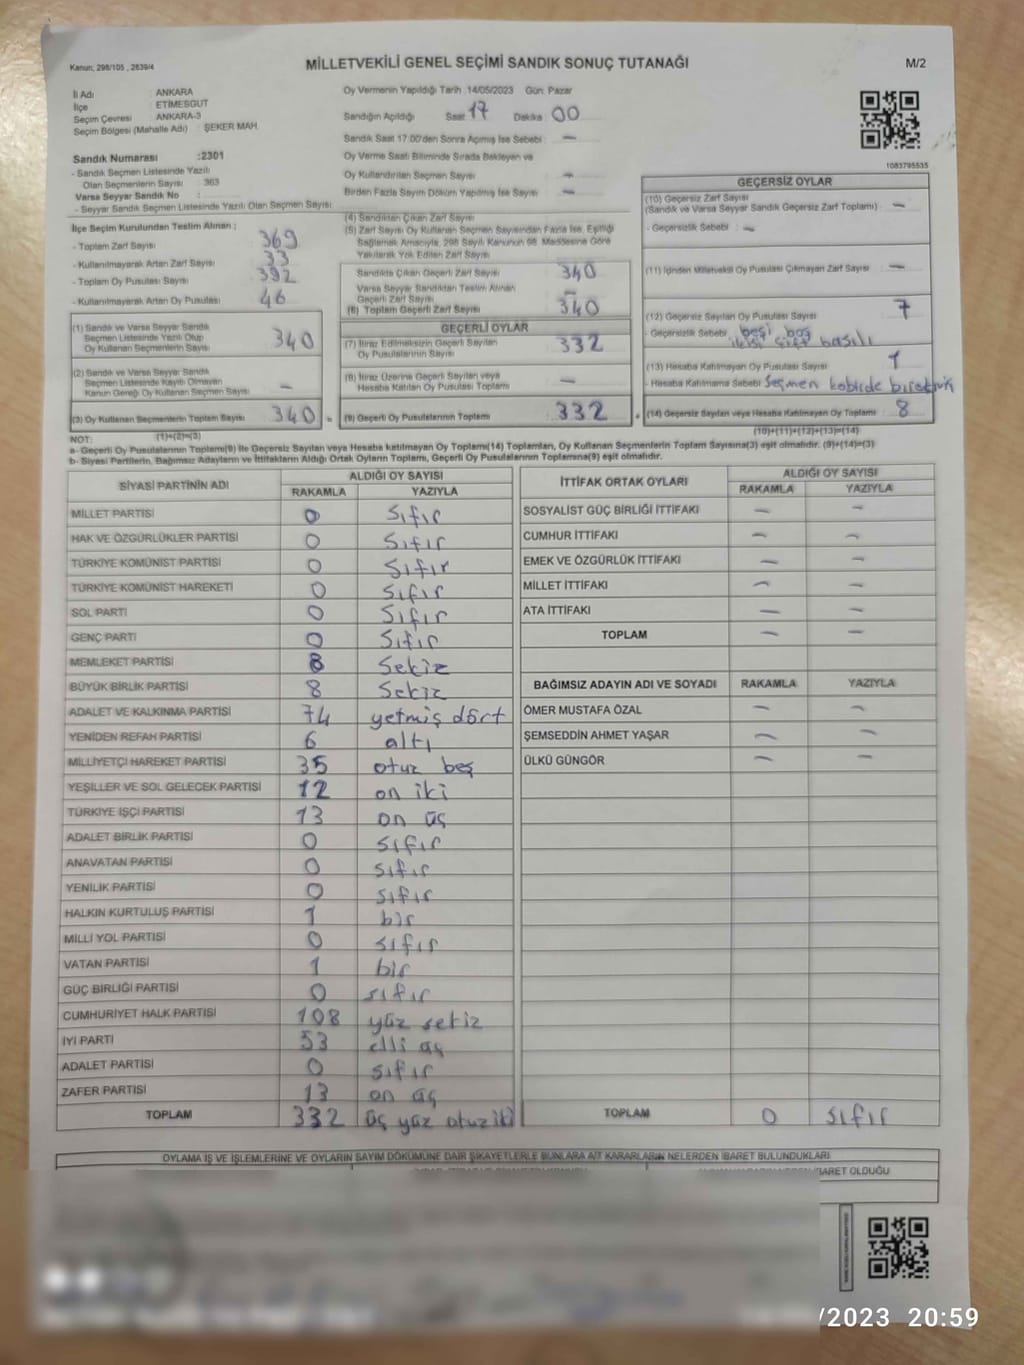 Kanun, 298/105 , 2839/4
MİLLETVEKİLİ GENEL SEÇİMİ SANDIK SONUÇ TUTANAĞI
M/2
İl Adı : ANKARA
İlçe : ETİMESGUT
Seçim Çevresi : ANKARA-3
Seçim Bölgesi (Mahalle Adı) : ŞEKER MAH.
Sandık Numarası :2301
- Sandık Seçmen Listesinde Yazılı
Olan Seçmenlerin Sayısı : 363
Varsa Seyyar Sandık No :
- Seyyar Sandık Seçmen Listesinde Yazılı Olan Seçmen Sayısı:
Oy Vermenin Yapıldığı Tarih :14/05/2023 Gün: Pazar
Sandığın Açıldığı Saat 17 Dakika 00
Sandık Saat 17.00'den Sonra Açımış İse Sebebi : —
Oy Verme Saati Bitiminde Sırada Bekleyen ve
Oy Kullandırılan Seçmen Sayısı : —
Birden Fazla Sayım Döküm Yapılmış İse Sayısı : —
1083795535
İlçe Seçim Kurulundan Teslim Alınan ;
- Toplam Zarf Sayısı : 369
- Kullanılmayarak Artan Zarf Sayısı : 33
- Toplam Oy Pusulası Sayısı : 392
- Kullanılmayarak Artan Oy Pusulası : 46
(4) Sandıktan Çıkan Zarf Sayısı
(5) Zarf Sayısı Oy Kullanan Seçmen Sayısından Fazla İse, Eşitliği
Sağlamak Amacıyla, 298 Sayılı Kanunun 98. Maddesine Göre
Yakılarak Yok Edilen Zarf Sayısı
Sandıkta Çıkan Geçerli Zarf Sayısı 340
Varsa Seyyar Sandıktan Teslim Alınan
Geçerli Zarf Sayısı —
(6) Toplam Geçerli Zarf Sayısı 340
GEÇERSİZ OYLAR
(10) Geçersiz Zarf Sayısı
(Sandık ve Varsa Seyyar Sandık Geçersiz Zarf Toplamı) : —
- Geçersizlik Sebebi : —
(11) İçinden Milletvekili Oy Pusulası Çıkmayan Zarf Sayısı : —
(12) Geçersiz Sayılan Oy Pusulası Sayısı : 7
- Geçersizlik Sebebi : beşi boş
ikisi çift basılı
(13) Hesaba Katılmayan Oy Pusulası Sayısı : 1
- Hesaba Katılmama Sebebi : Seçmen kabinde
(14) Geçersiz Sayılan veya Hesaba Katılmayan Oy Toplamı : 8
(10)+(11)+(12)+(13)=(14)
(1) Sandık ve Varsa Seyyar Sandık
Seçmen Listesinde Yazılı Olup
Oy Kullanan Seçmenlerin Sayısı : 340
(2) Sandık ve Varsa Seyyar Sandık
Seçmen Listesinde Kayıtlı Olmayan
Kanun Gereği Oy Kullanan Seçmen Sayısı : —
(3) Oy Kullanan Seçmenlerin Toplam Sayısı : 340 =
(1)+(2)=(3)
GEÇERLİ OYLAR
(7) İtiraz Edilmeksizin Geçerli Sayılan
Oy Pusulalarının Sayısı : 332
(8) İtiraz Üzerine Geçerli Sayılan veya
Hesaba Katılan Oy Pusulası Toplamı : —
(9) Geçerli Oy Pusulalarının Toplamı : 332 +
NOT:
a- Geçerli Oy Pusulalarının Toplamı(9) ile Geçersiz Sayılan veya Hesaba katılmayan Oy Toplamı(14) Toplamları, Oy Kullanan Seçmenlerin Toplam Sayısına(3) eşit olmalıdır. (9)+(14)=(3)
b- Siyasi Partilerin, Bağımsız Adayların ve İttifakların Aldığı Ortak Oyların Toplamı, Geçerli Oy Pusulalarının Toplamına(9) eşit olmalıdır.
SİYASİ PARTİNİN ADI
ALDIĞI OY SAYISI
RAKAMLA YAZIYLA
MİLLET PARTİSİ 0 Sıfır
HAK VE ÖZGÜRLÜKLER PARTİSİ 0 Sıfır
TÜRKİYE KOMÜNİST PARTİSİ 0 Sıfır
TÜRKİYE KOMÜNİST HAREKETİ 0 Sıfır
SOL PARTİ 0 Sıfır
GENÇ PARTİ 0 Sıfır
MEMLEKET PARTİSİ 8 Sekiz
BÜYÜK BİRLİK PARTİSİ 8 Sekiz
ADALET VE KALKINMA PARTİSİ 74 yetmiş dört
YENİDEN REFAH PARTİSİ 6 altı
MİLLİYETÇİ HAREKET PARTİSİ 35 otuz beş
YEŞİLLER VE SOL GELECEK PARTİSİ 12 on iki
TÜRKİYE İŞÇİ PARTİSİ 13 on üç
ADALET BİRLİK PARTİSİ 0 sıfır
ANAVATAN PARTİSİ 0 sıfır
YENİLİK PARTİSİ 0 sıfır
HALKIN KURTULUŞ PARTİSİ 1 bir
MİLLİ YOL PARTİSİ 0 sıfır
VATAN PARTİSİ 1 bir
GÜÇ BİRLİĞİ PARTİSİ 0 sıfır
CUMHURİYET HALK PARTİSİ 108 yüz sekiz
İYİ PARTİ 53 elli üç
ADALET PARTİSİ 0 sıfır
ZAFER PARTİSİ 13 on üç
TOPLAM 332 üç yüz otuz iki
İTTİFAK ORTAK OYLARI
ALDIĞI OY SAYISI
RAKAMLA YAZIYLA
SOSYALİST GÜÇ BİRLİĞİ İTTİFAKI — —
CUMHUR İTTİFAKI — —
EMEK VE ÖZGÜRLÜK İTTİFAKI — —
MİLLET İTTİFAKI — —
ATA İTTİFAKI — —
TOPLAM — —
BAĞIMSIZ ADAYIN ADI VE SOYADI RAKAMLA YAZIYLA
ÖMER MUSTAFA ÖZAL — —
ŞEMSEDDİN AHMET YAŞAR — —
ÜLKÜ GÜNGÖR — —
TOPLAM 0 sıfır
OYLAMA İŞ VE İŞLEMLERİNE VE OYLARIN SAYIM DÖKÜMÜNE DAİR ŞİKAYETLERLE BUNLARA AİT KARARLARIN NELERDEN İBARET BULUNDUKLARI
BARET OLDUĞU
/2023 20:59